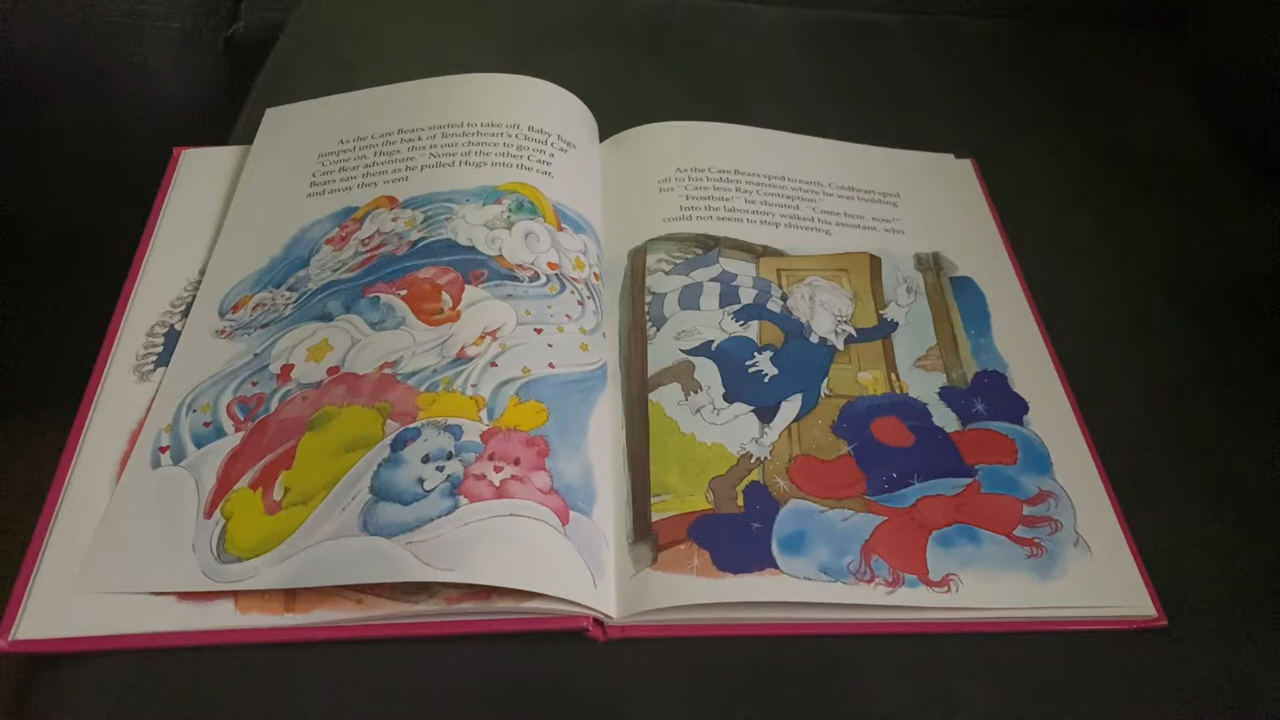 As the Care Bears started to take off, Baby Tugs
jumped into the back of Tenderheart's Cloud Car
"Come on, Hugs, this is our chance to go on a
Care Bear adventure." None of the other Care
Bears saw them as he pulled Hugs into the car,
and away they went.
As the Care Bears sped to earth, Coldheart sped
off to his hidden mansion where he was building
his "Care-less Ray Contraption."
"Frostbite!" he shouted. "Come here, now!"
Into the laboratory walked his assistant, who
could not seem to stop shivering.